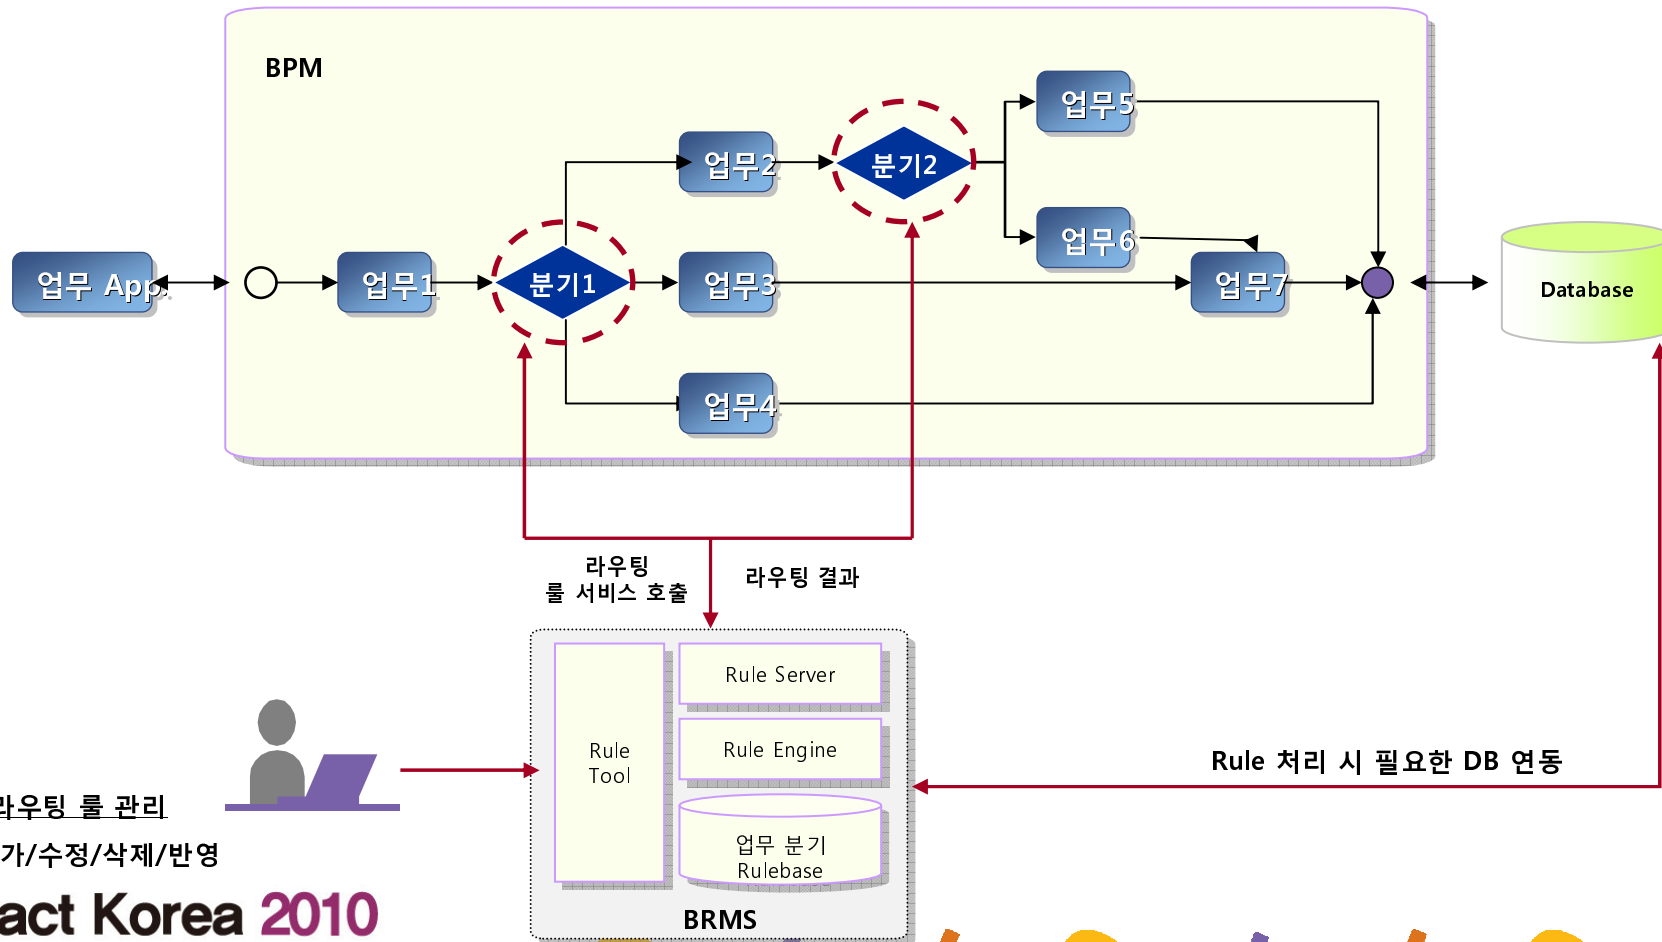 BPM
업무5
업무2
분기2
업무6
업무 App.
업무1
분기1
업무3
업무7
Database
업무4
라우팅
룰 서비스 호출
라우팅 결과
Rule Server
Rule
Tool
Rule Engine
Rule 처리 시 필요한 DB 연동
라우팅 룰 관리
가/수정/삭제/반영
업무 분기
Rulebase
act Korea 2010
BRMS